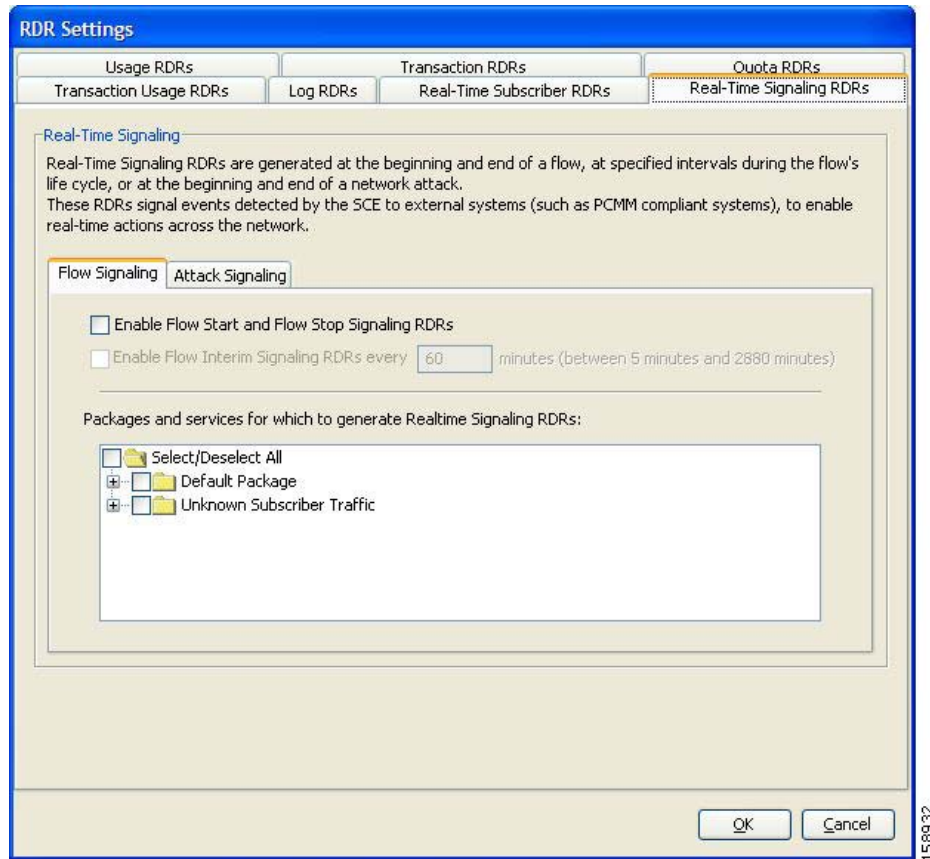 RDR Settings
Usage RDRs
Transaction RDRs
Quota RDRs
Transaction Usage RDRs
Log RDRs
Real-Time Subscriber RDRs
Real-Time Signaling RDRs
Real-Time Signaling
Real-Time Signaling RDRs are generated at the beginning and end of a flow, at specified intervals during the flow's
life cycle, or at the beginning and end of a network attack.
These RDRs signal events detected by the SCE to external systems (such as PCMM compliant systems), to enable
real-time actions across the network.
Flow Signaling
Attack Signaling
Enable Flow Start and Flow Stop Signaling RDRs
Enable Flow Interim Signaling RDRs every 60 minutes (between 5 minutes and 2880 minutes)
Packages and services for which to generate Realtime Signaling RDRs:
Select/Deselect All
Default Package
Unknown Subscriber Traffic
OK
Cancel
158932